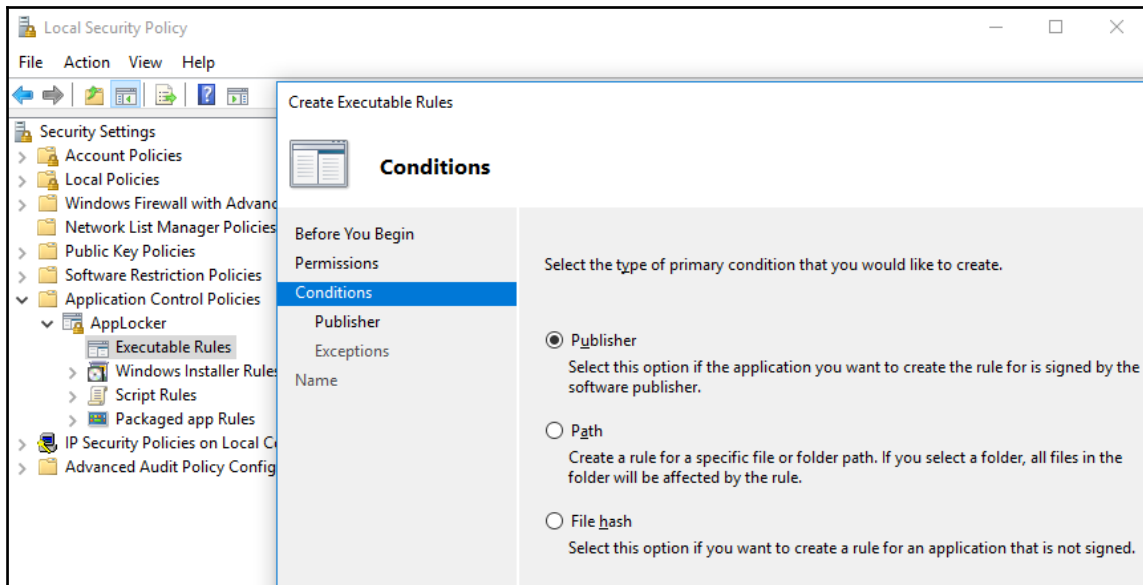 Local Security Policy
File Action View Help
Create Executable Rules
Security Settings
Account Policies
Local Policies
Windows Firewall with Advanc
Network List Manager Policies
Public Key Policies
Software Restriction Policies
Application Control Policies
AppLocker
Executable Rules
Windows Installer Rules
Script Rules
Packaged app Rules
IP Security Policies on Local C
Advanced Audit Policy Config
Conditions
Before You Begin
Permissions
Conditions
Publisher
Exceptions
Name
Select the type of primary condition that you would like to create.
Publisher
Select this option if the application you want to create the rule for is signed by the
software publisher.
Path
Create a rule for a specific file or folder path. If you select a folder, all files in the
folder will be affected by the rule.
File hash
Select this option if you want to create a rule for an application that is not signed.